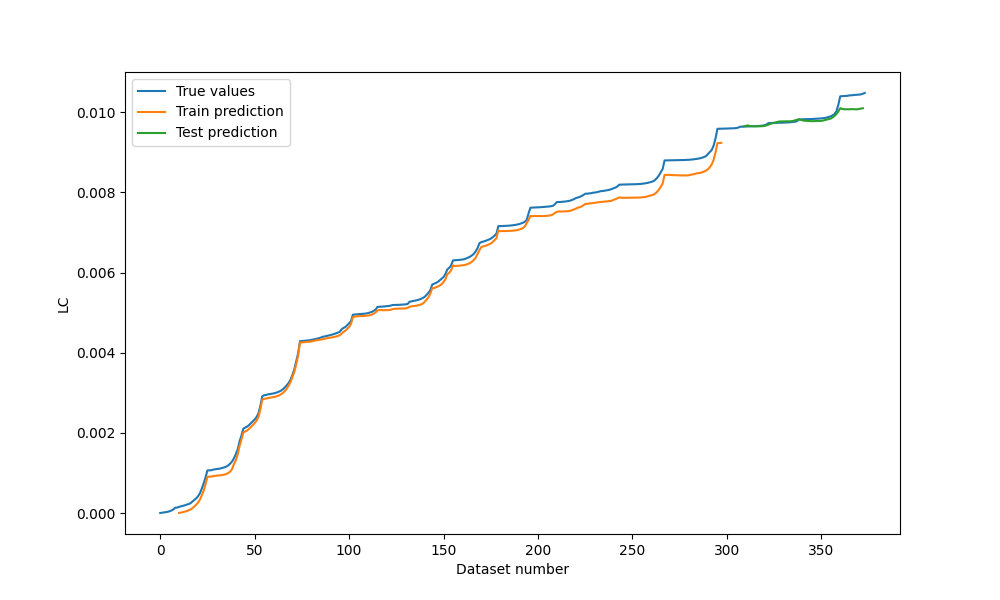 True values
Train prediction
Test prediction
0.010
0.008
0.006
0.004
0.002
0.000
LC
0 50 100 150 200 250 300 350
Dataset number